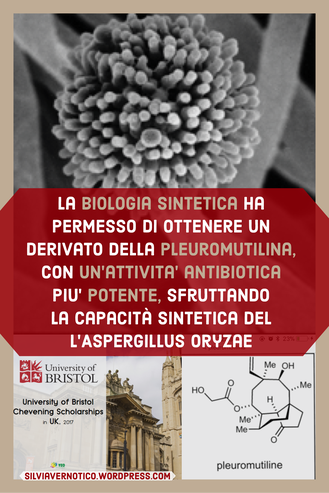 LA BIOLOGIA SINTETICA HA
PERMESSO DI OTTENERE UN
DERIVATO DELLA PLEUROMUTILINA,
CON UN'ATTIVITA' ANTIBIOTICA
PIU' POTENTE, SFRUTTANDO
LA CAPACITÀ SINTETICA DEL
L'ASPERGILLUS ORYZAE
University of
BRISTOL
University of Bristol
Chevening Scholarships
in UK, 2017
SILVIAVERNOTICO.WORDPRESS.COM
OH
Me
HO
O
O
Me
H
Me
Me
O
pleuromutiline